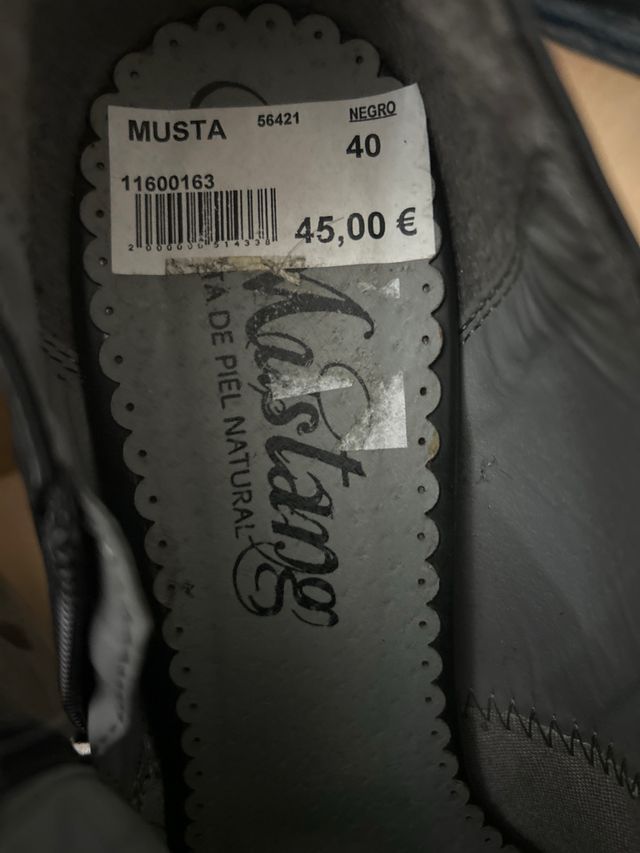 MUSTA 56421 NEGRO
40
11600163
45,00 €
Mustang
TA DE PIEL NATURAL